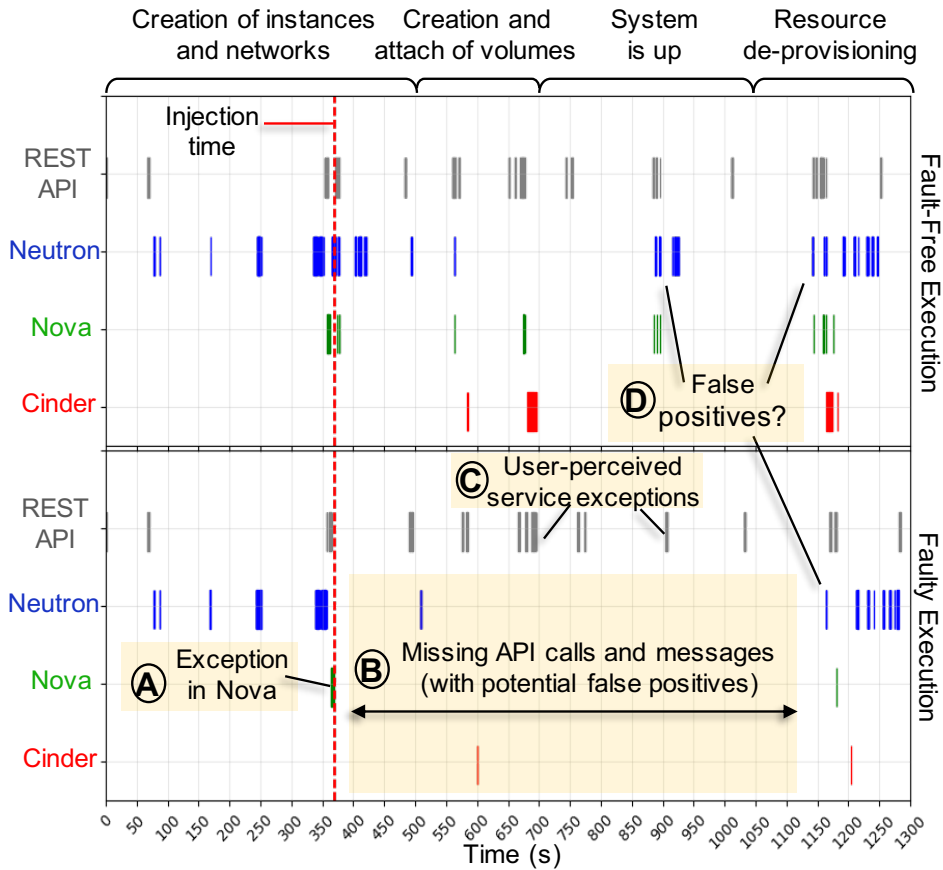 Creation of instances
and networks
Creation and
attach of volumes
System
is up
Resource
de-provisioning
Injection
time
REST
API
Neutron
Nova
Cinder
Fault-Free Execution
D
False
positives?
C
User-perceived
service exceptions
REST
API
Neutron
Nova
Cinder
Faulty Execution
A
Exception
in Nova
B
Missing API calls and messages
(with potential false positives)
0 50 100 150 200 250 300 350 400 450 500 550 600 650 700 750 800 850 900 950 1000 1050 1100 1150 1200 1250 1300
Time (s)